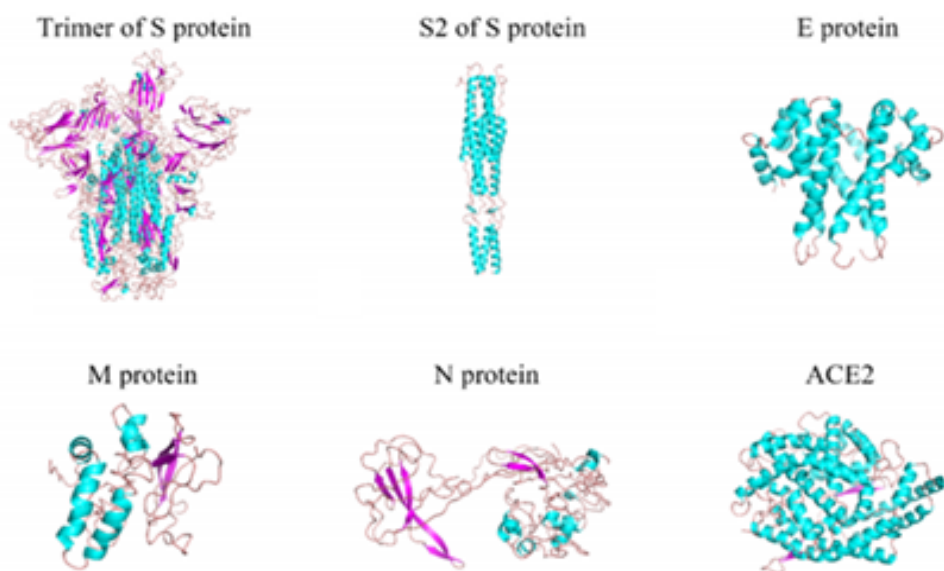 Trimer of S protein
S2 of S protein
E protein
M protein
N protein
ACE2